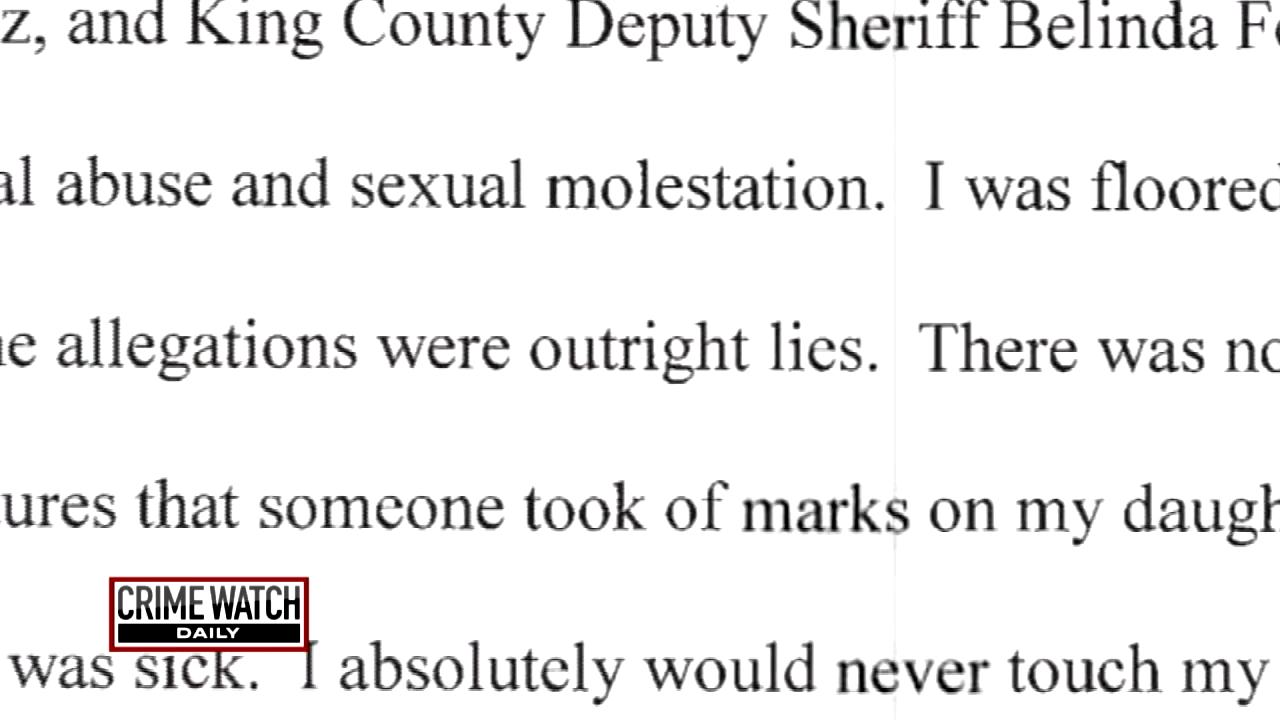 z, and King County Deputy Sheriff Belinda
al abuse and sexual molestation.  I was floored
allegations were outright lies.  There was
ures that someone took of marks on my
was sick.  I absolutely would never touch my
CRIME WATCH
DAILY